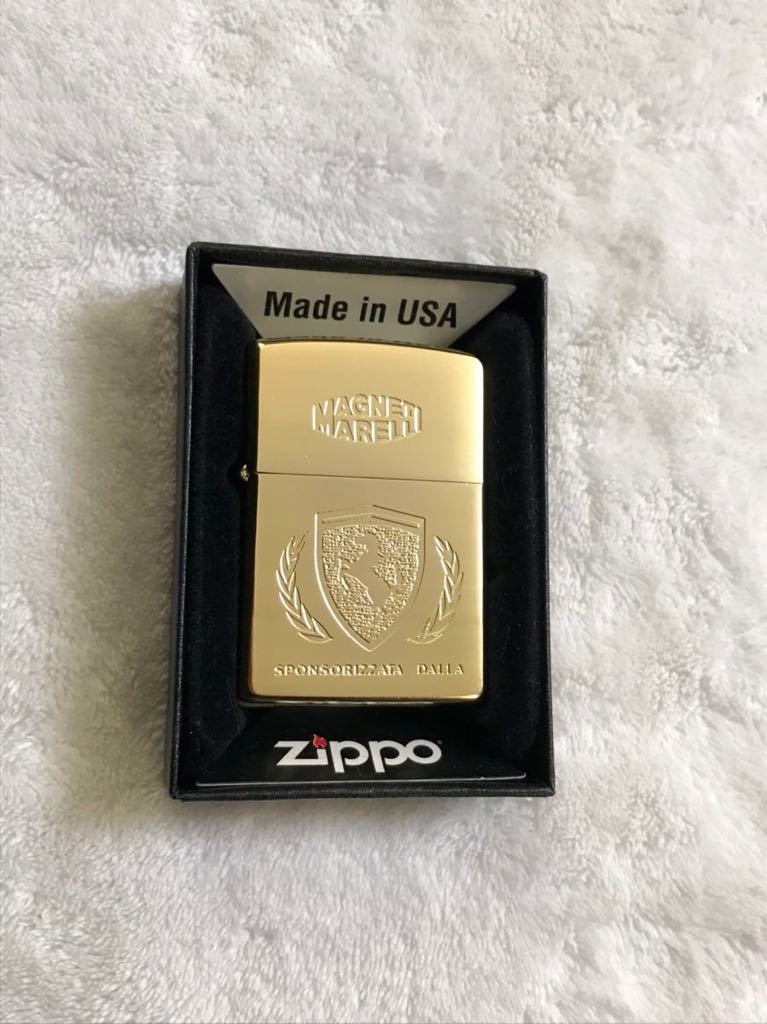 Made in USA
MAGNETI
MARELLI
SPONSORIZZATA DALLA
zippo